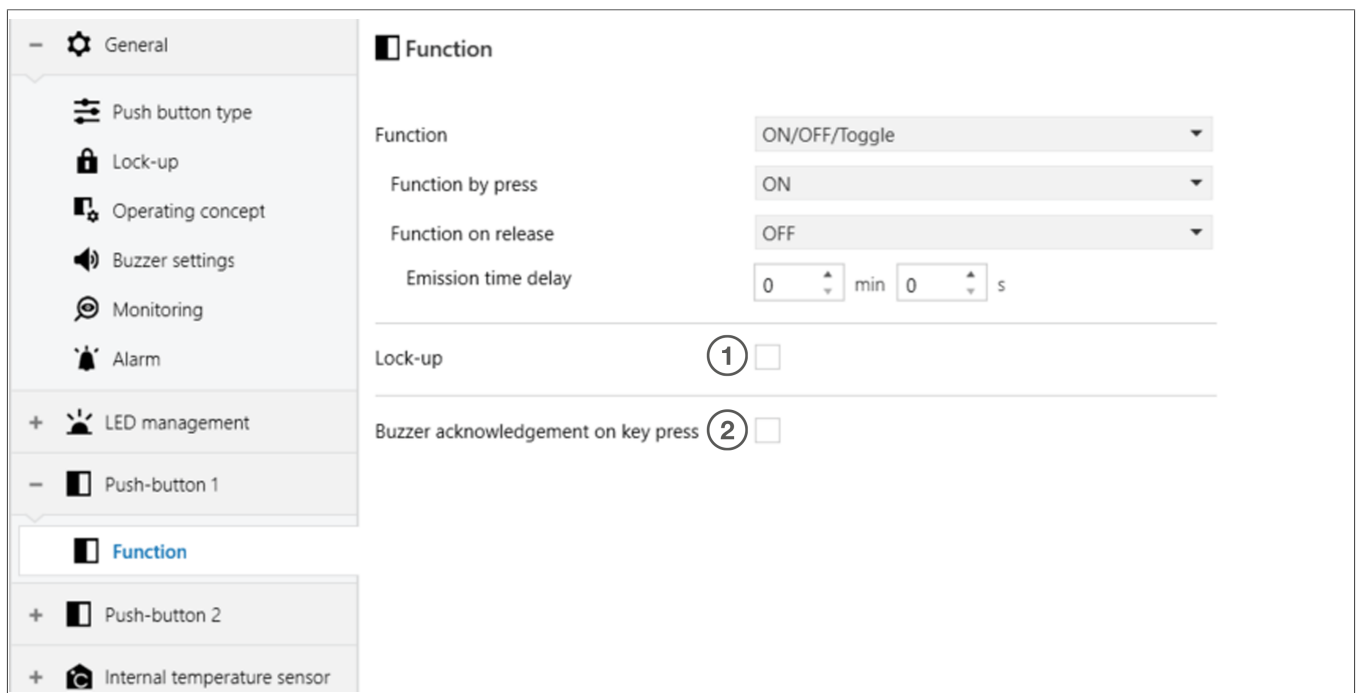 General
Push button type
Lock-up
Operating concept
Buzzer settings
Monitoring
Alarm
LED management
Push-button 1
Function
Push-button 2
Internal temperature sensor
Function
Function ON/OFF/Toggle
Function by press ON
Function on release OFF
Emission time delay 0 min 0 s
Lock-up 1
Buzzer acknowledgement on key press 2